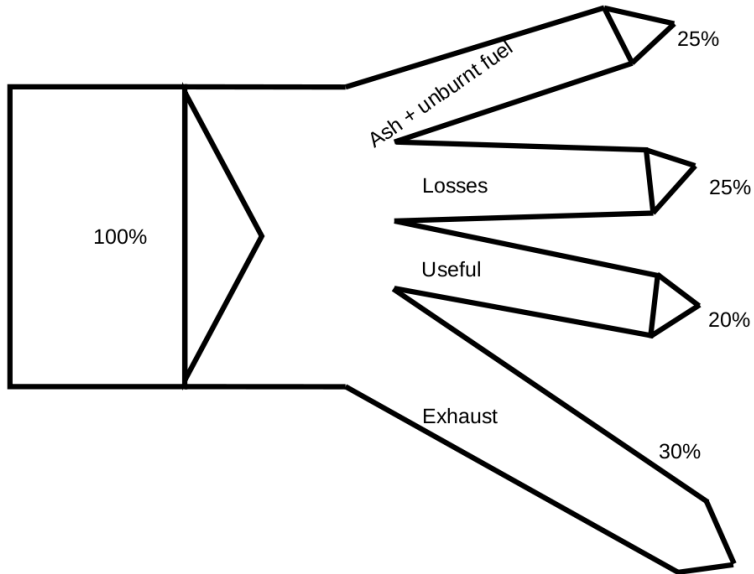 100%
Ash + unburnt fuel
25%
Losses
25%
Useful
20%
Exhaust
30%